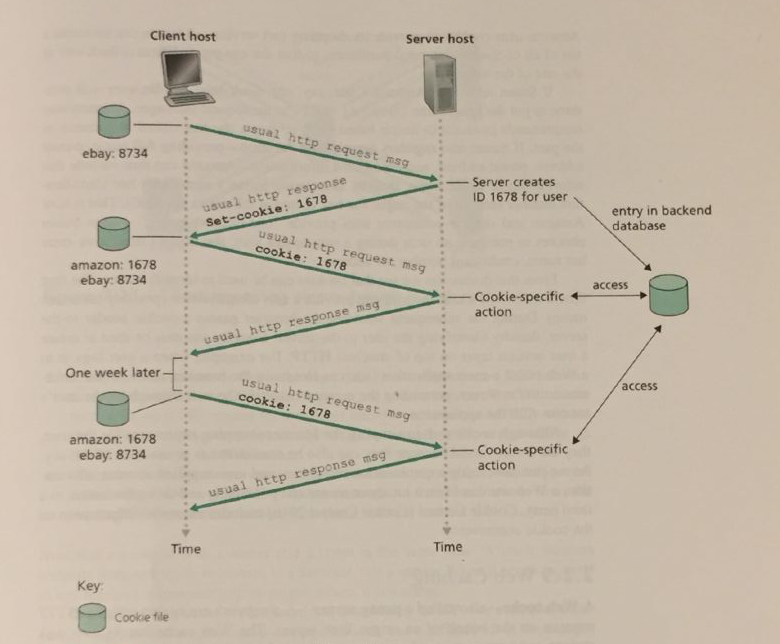 Client host
Server host
usual http request msg
ebay: 8734
Server creates
ID 1678 for user
usual http response
Set-cookie: 1678
entry in backend
database
usual http request msg
cookie: 1678
amazon: 1678
ebay: 8734
access
Cookie-specific
action
usual http response msg
One week later
access
usual http request msg
cookie: 1678
amazon: 1678
ebay: 8734
Cookie-specific
action
usual http response msg
Time
Time
Key:
Cookie file